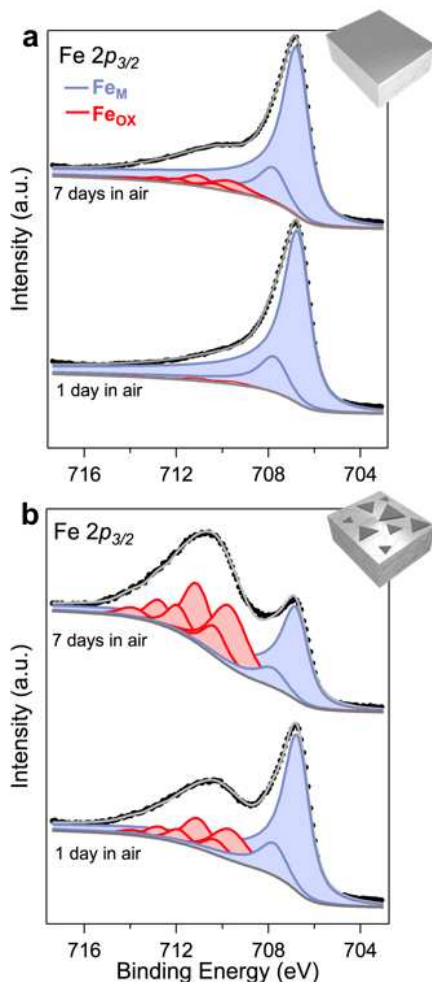 a
Fe 2p3/2
FeM
FeOX
7 days in air
1 day in air
Intensity (a.u.)
716 712 708 704
b
Fe 2p3/2
7 days in air
1 day in air
Intensity (a.u.)
716 712 708 704
Binding Energy (eV)